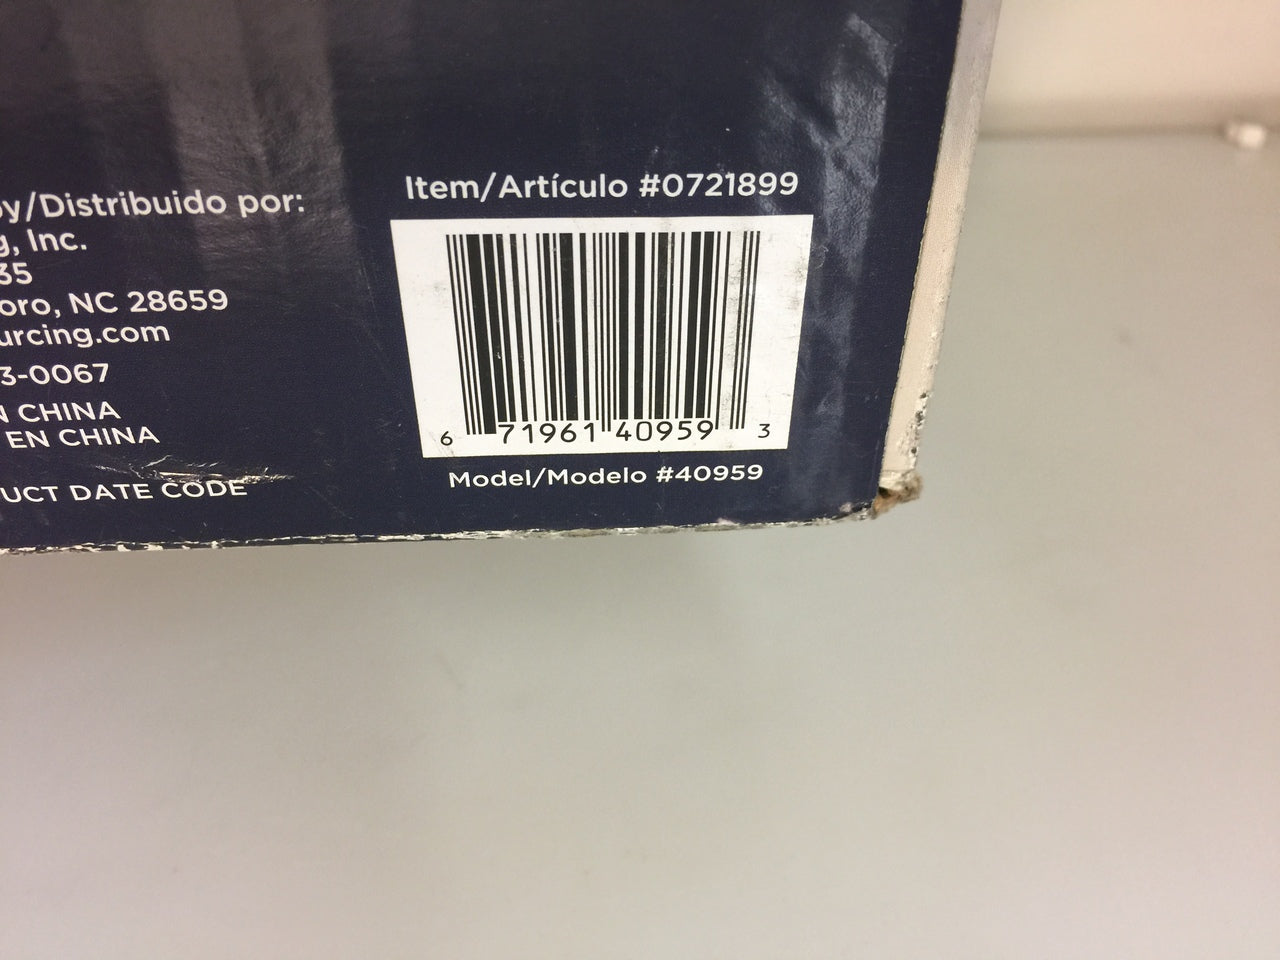 Item/Artículo #0721899
y/Distribuido por:
g, Inc.
35
oro, NC 28659
urcing.com
3-0067
N CHINA
EN CHINA
UCT DATE CODE
6 71961 40959 3
Model/Modelo #40959